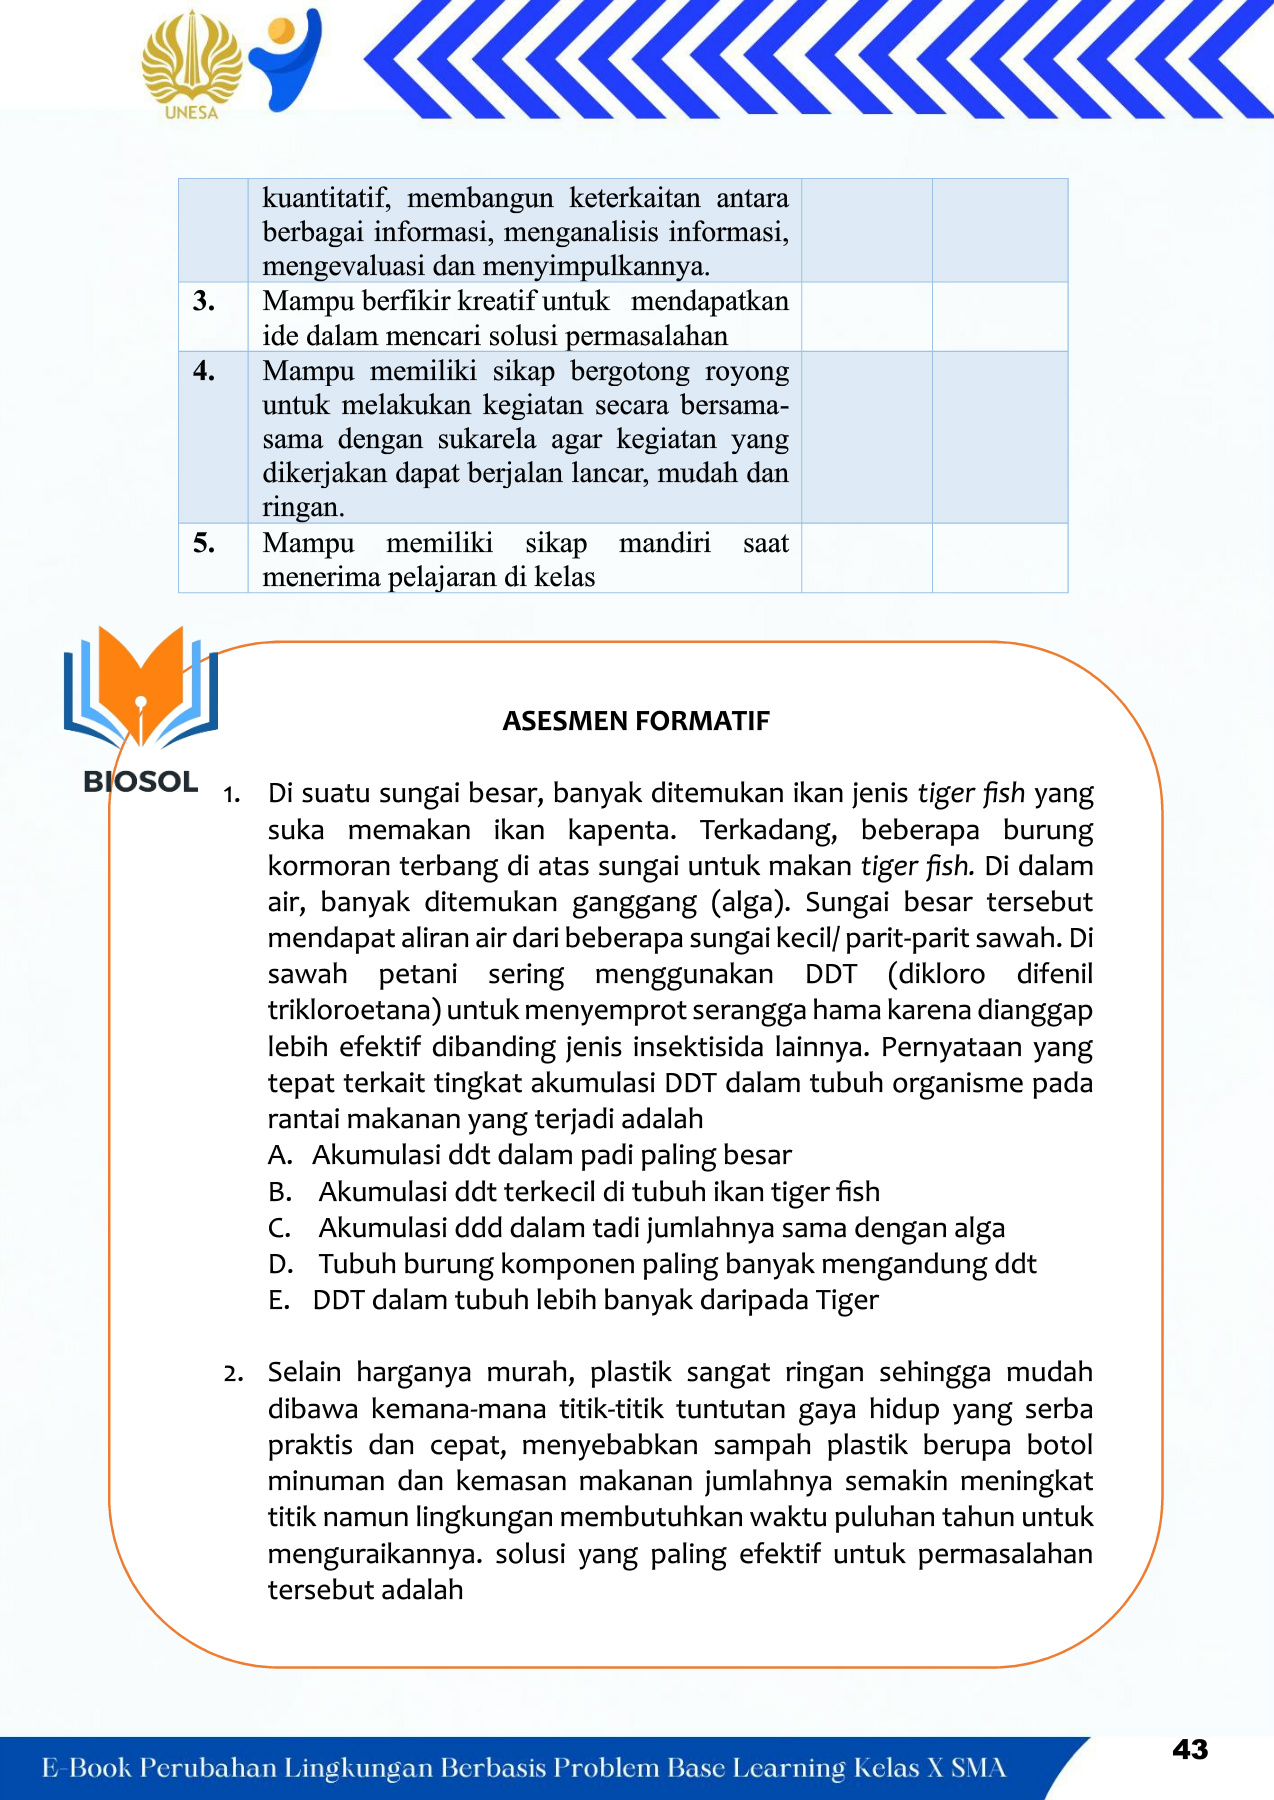 UNESA
kuantitatif, membangun keterkaitan antara
berbagai informasi, menganalisis informasi,
mengevaluasi dan menyimpulkannya.
3. Mampu berfikir kreatif untuk mendapatkan
ide dalam mencari solusi permasalahan
4. Mampu memiliki sikap bergotong royong
untuk melakukan kegiatan secara bersama-
sama dengan sukarela agar kegiatan yang
dikerjakan dapat berjalan lancar, mudah dan
ringan.
5. Mampu memiliki sikap mandiri saat
menerima pelajaran di kelas
BIOSOL
ASESMEN FORMATIF
1. Di suatu sungai besar, banyak ditemukan ikan jenis tiger fish yang
suka memakan ikan kapenta. Terkadang, beberapa burung
kormoran terbang di atas sungai untuk makan tiger fish. Di dalam
air, banyak ditemukan ganggang (alga). Sungai besar tersebut
mendapat aliran air dari beberapa sungai kecil/ parit-parit sawah. Di
sawah petani sering menggunakan DDT (dikloro difenil
trikloroetana) untuk menyemprot serangga hama karena dianggap
lebih efektif dibanding jenis insektisida lainnya. Pernyataan yang
tepat terkait tingkat akumulasi DDT dalam tubuh organisme pada
rantai makanan yang terjadi adalah
A. Akumulasi ddt dalam padi paling besar
B. Akumulasi ddt terkecil di tubuh ikan tiger fish
C. Akumulasi ddd dalam tadi jumlahnya sama dengan alga
D. Tubuh burung komponen paling banyak mengandung ddt
E. DDT dalam tubuh lebih banyak daripada Tiger
2. Selain harganya murah, plastik sangat ringan sehingga mudah
dibawa kemana-mana titik-titik tuntutan gaya hidup yang serba
praktis dan cepat, menyebabkan sampah plastik berupa botol
minuman dan kemasan makanan jumlahnya semakin meningkat
titik namun lingkungan membutuhkan waktu puluhan tahun untuk
menguraikannya. solusi yang paling efektif untuk permasalahan
tersebut adalah
43
E-Book Perubahan Lingkungan Berbasis Problem Base Learning Kelas X SMA